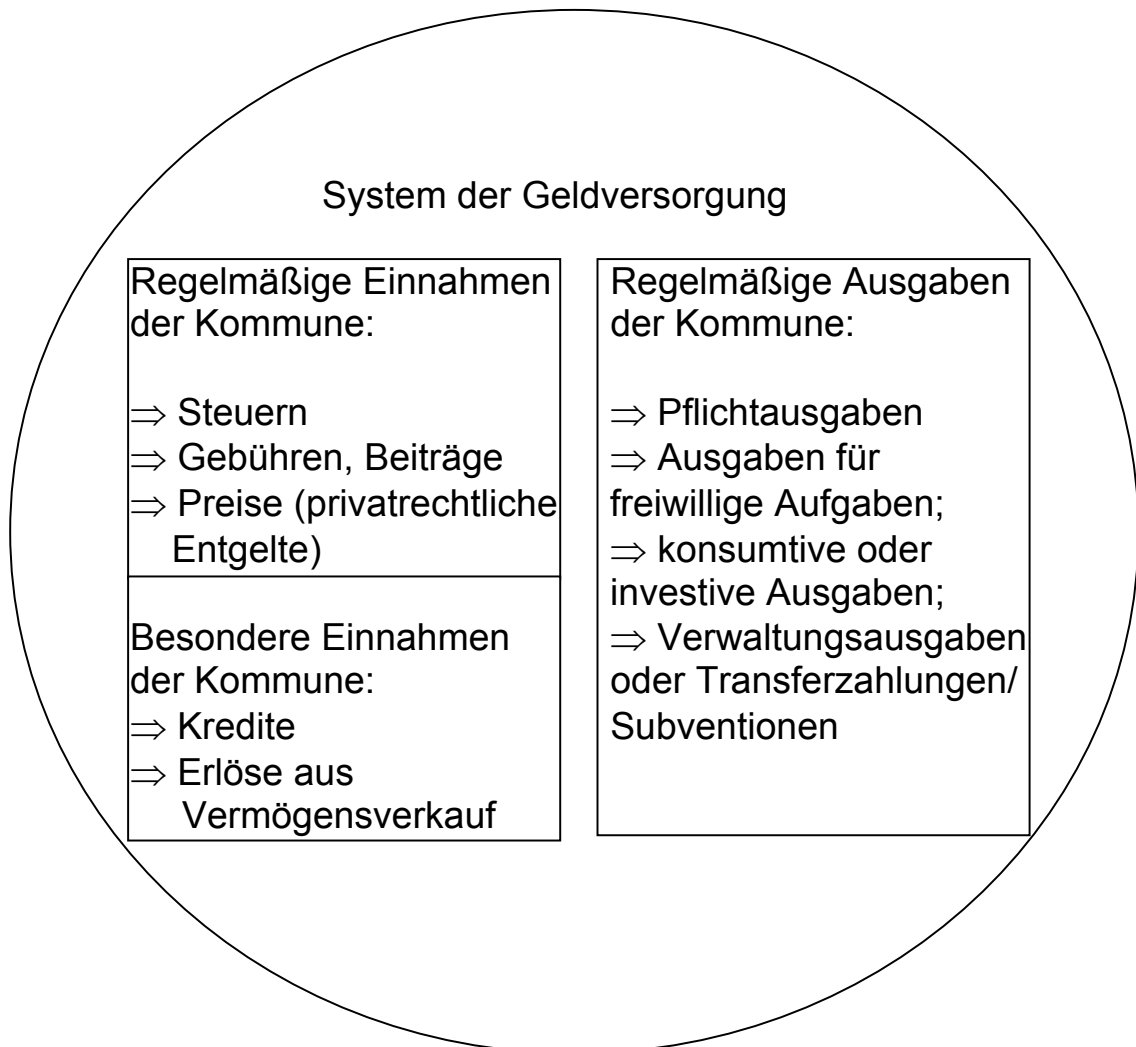 System der Geldversorgung
Regelmäßige Einnahmen
der Kommune:
⇒ Steuern
⇒ Gebühren, Beiträge
⇒ Preise (privatrechtliche
Entgelte)
Besondere Einnahmen
der Kommune:
⇒ Kredite
⇒ Erlöse aus
Vermögensverkauf
Regelmäßige Ausgaben
der Kommune:
⇒ Pflichtausgaben
⇒ Ausgaben für
freiwillige Aufgaben;
⇒ konsumtive oder
investive Ausgaben;
⇒ Verwaltungsausgaben
oder Transferzahlungen/
Subventionen